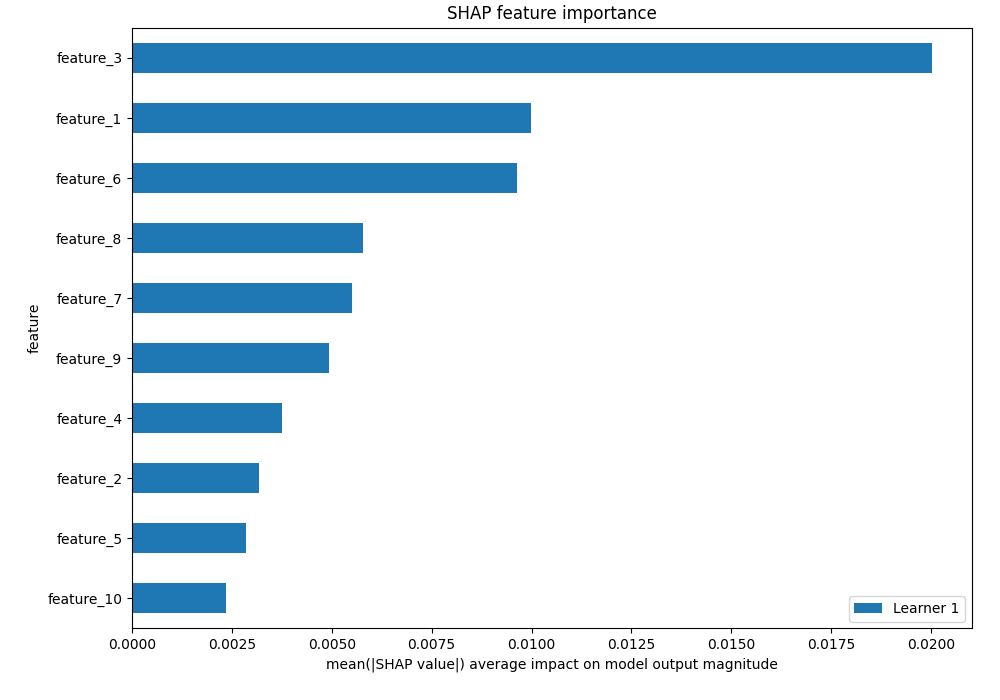 SHAP feature importance
feature_3
feature_1
feature_6
feature_8
feature_7
feature_9
feature_4
feature_2
feature_5
feature_10
feature
Learner 1
0.0000 0.0025 0.0050 0.0075 0.0100 0.0125 0.0150 0.0175 0.0200
mean(|SHAP value|) average impact on model output magnitude